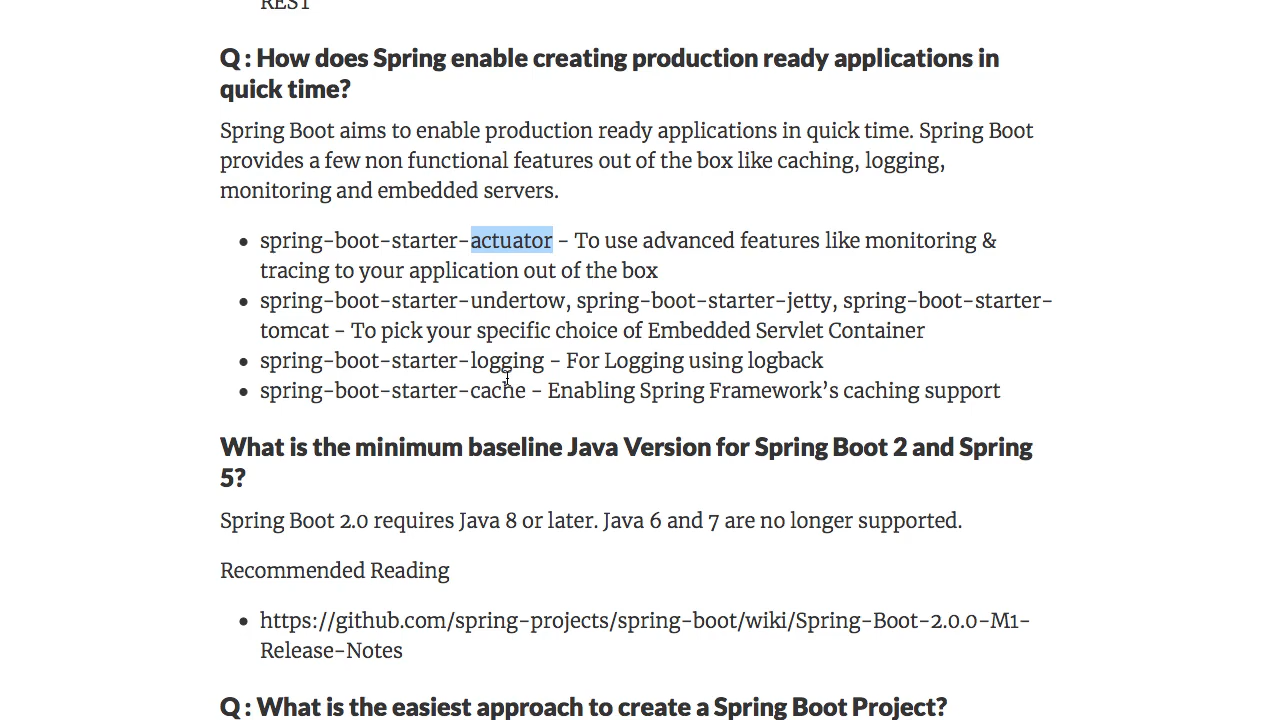 REST
Q : How does Spring enable creating production ready applications in
quick time?
Spring Boot aims to enable production ready applications in quick time. Spring Boot
provides a few non functional features out of the box like caching, logging,
monitoring and embedded servers.
• spring-boot-starter-actuator - To use advanced features like monitoring &
tracing to your application out of the box
• spring-boot-starter-undertow, spring-boot-starter-jetty, spring-boot-starter-
tomcat - To pick your specific choice of Embedded Servlet Container
• spring-boot-starter-logging - For Logging using logback
• spring-boot-starter-cache - Enabling Spring Framework’s caching support
What is the minimum baseline Java Version for Spring Boot 2 and Spring
5?
Spring Boot 2.0 requires Java 8 or later. Java 6 and 7 are no longer supported.
Recommended Reading
• https://github.com/spring-projects/spring-boot/wiki/Spring-Boot-2.0.0-M1-
Release-Notes
Q : What is the easiest approach to create a Spring Boot Project?